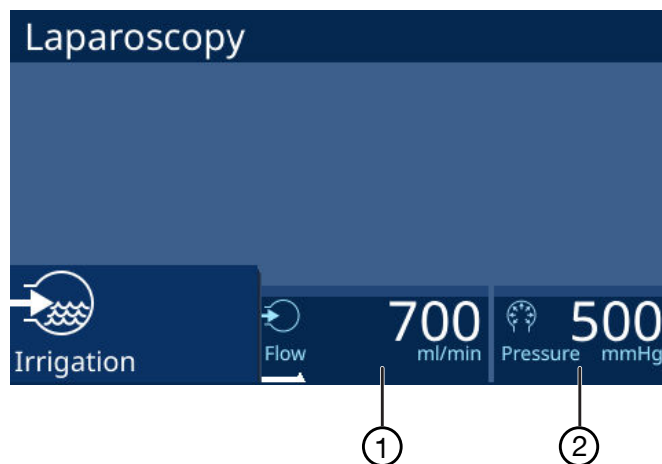 Laparoscopy
Irrigation
Flow
700
ml/min
Pressure
500
mmHg
1
2